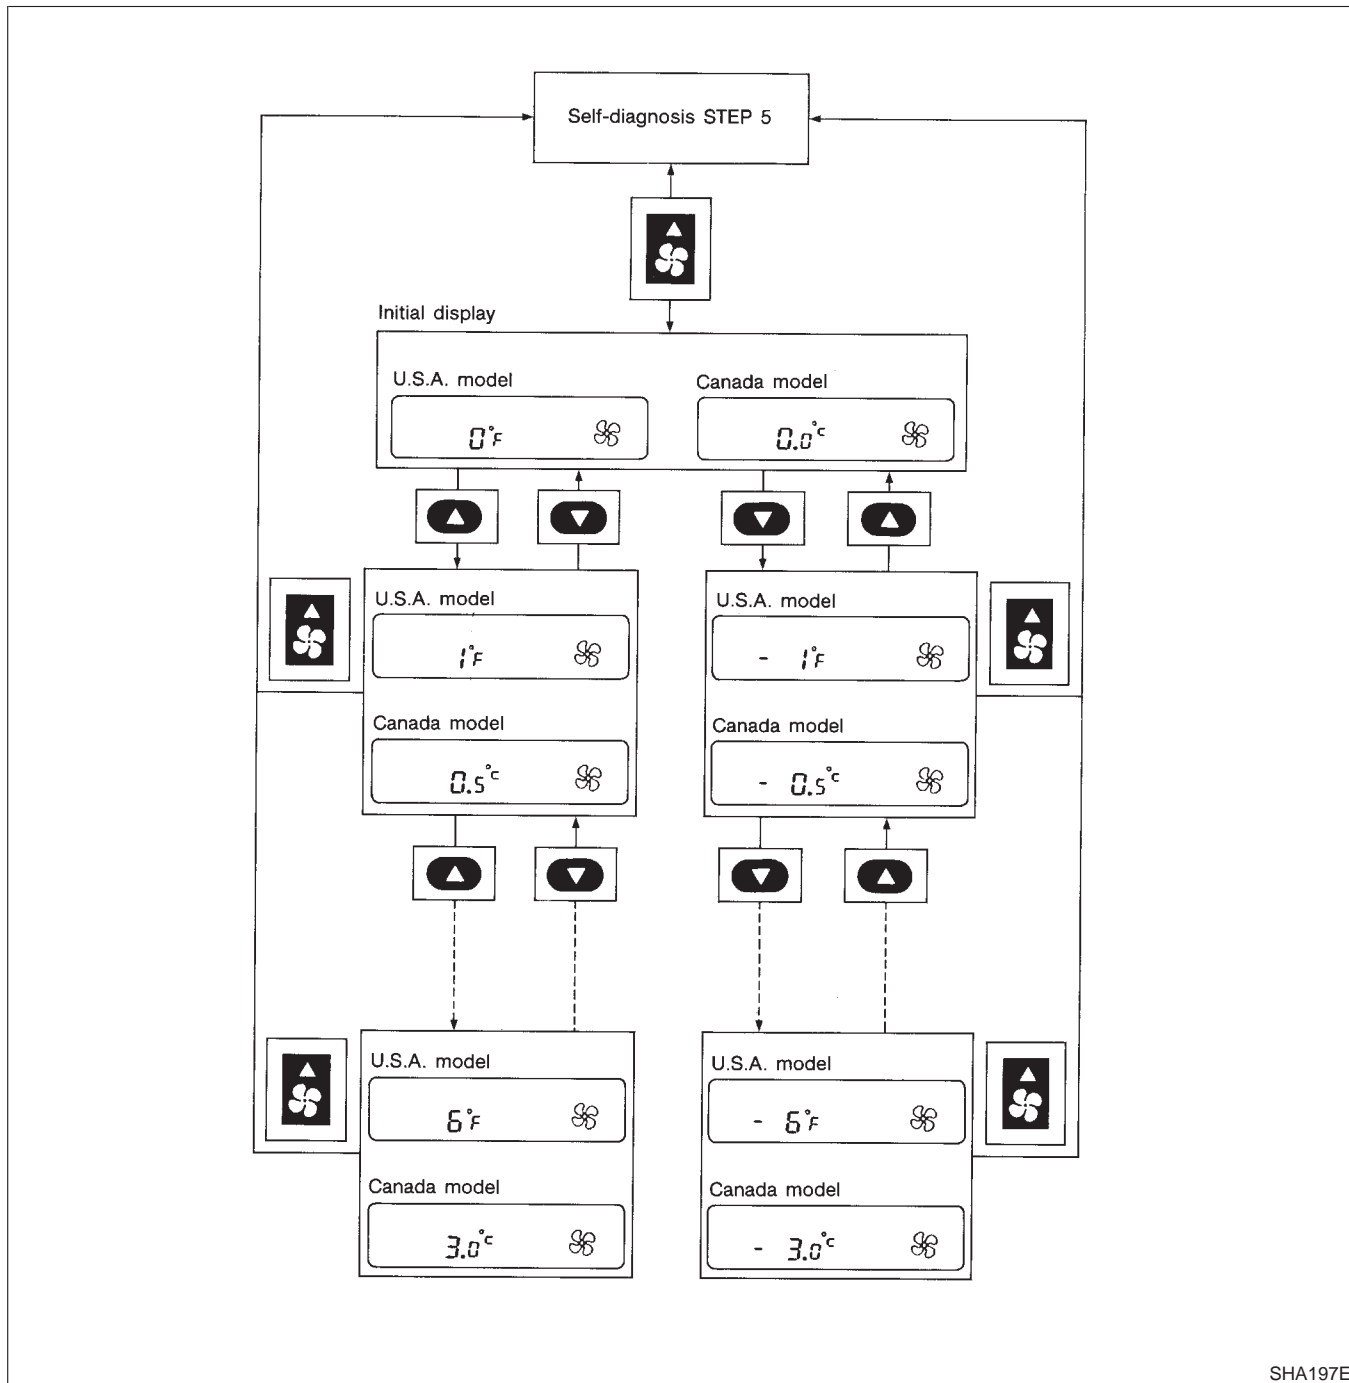 Self-diagnosis STEP 5
Initial display
U.S.A. model
0°F
Canada model
0.0°C
U.S.A. model
1°F
Canada model
0.5°C
U.S.A. model
- 1°F
Canada model
- 0.5°C
U.S.A. model
6°F
Canada model
3.0°C
U.S.A. model
- 6°F
Canada model
- 3.0°C
SHA197E